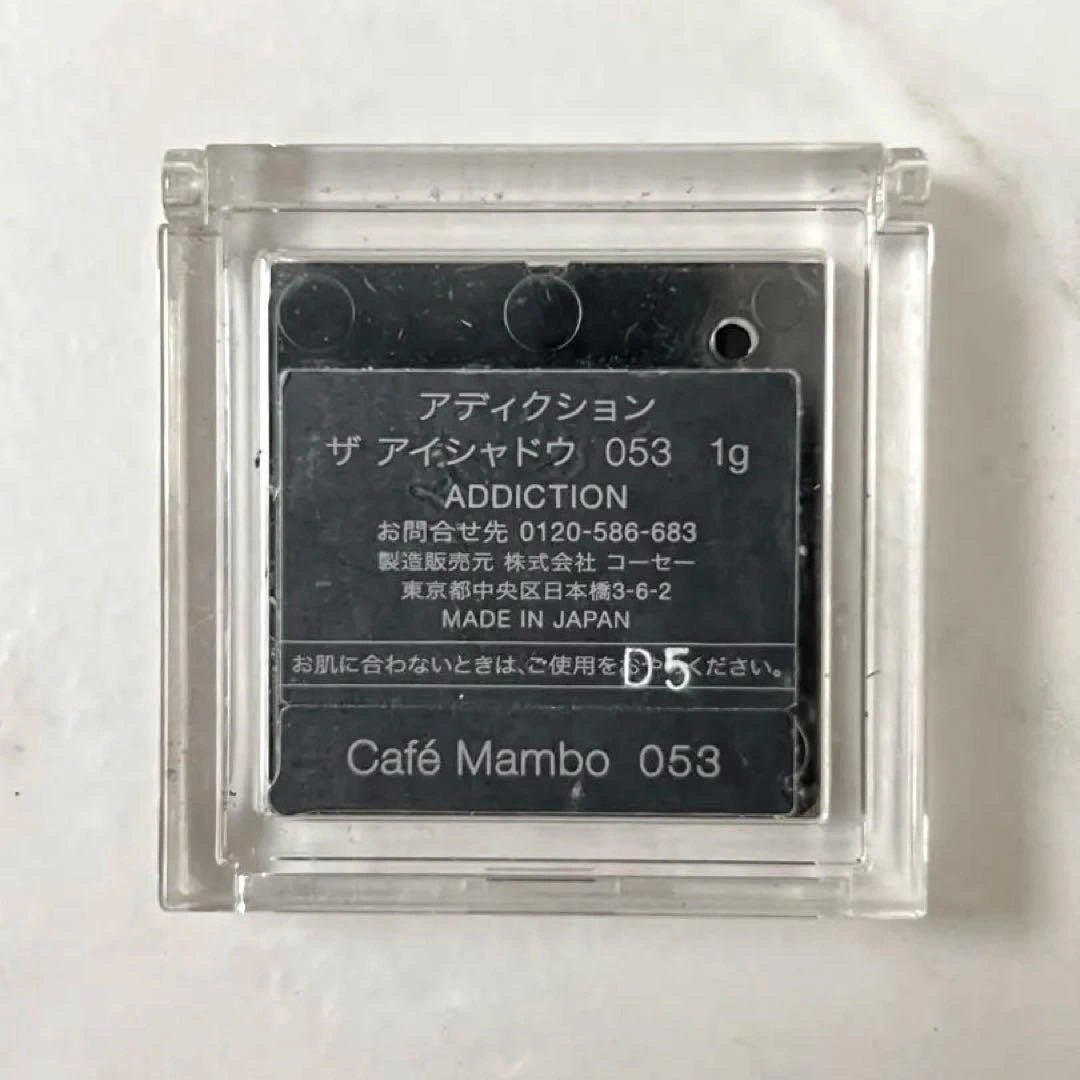 アディクション
ザ アイシャドウ 053 1g
ADDICTION
お問合せ先 0120-586-683
製造販売元 株式会社 コーセー
東京都中央区日本橋3-6-2
MADE IN JAPAN
お肌に合わないときは、ご使用をおやめください。
D5
Café Mambo 053